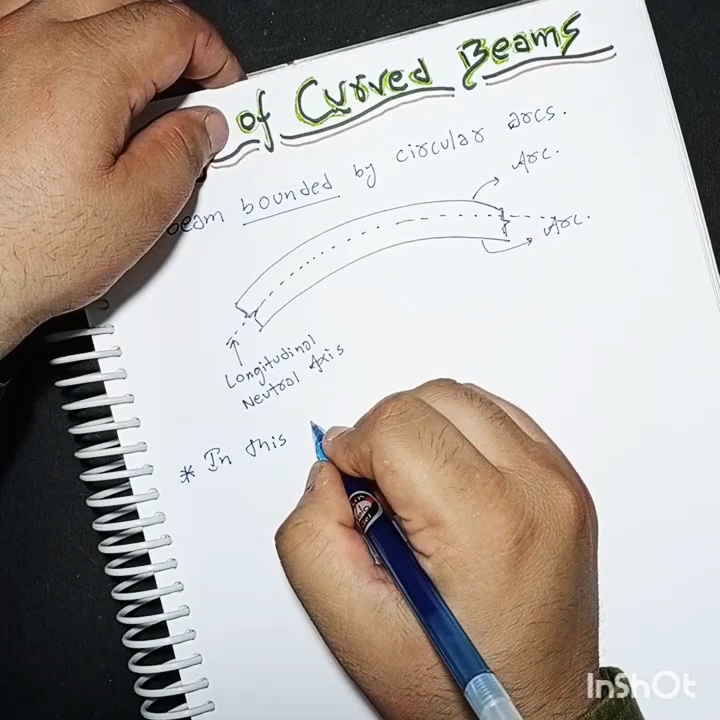 of Curved Beams
beam bounded by circular arcs.
Arc.
Arc.
Longitudinal
Neutral Axis
* In this
InShOt